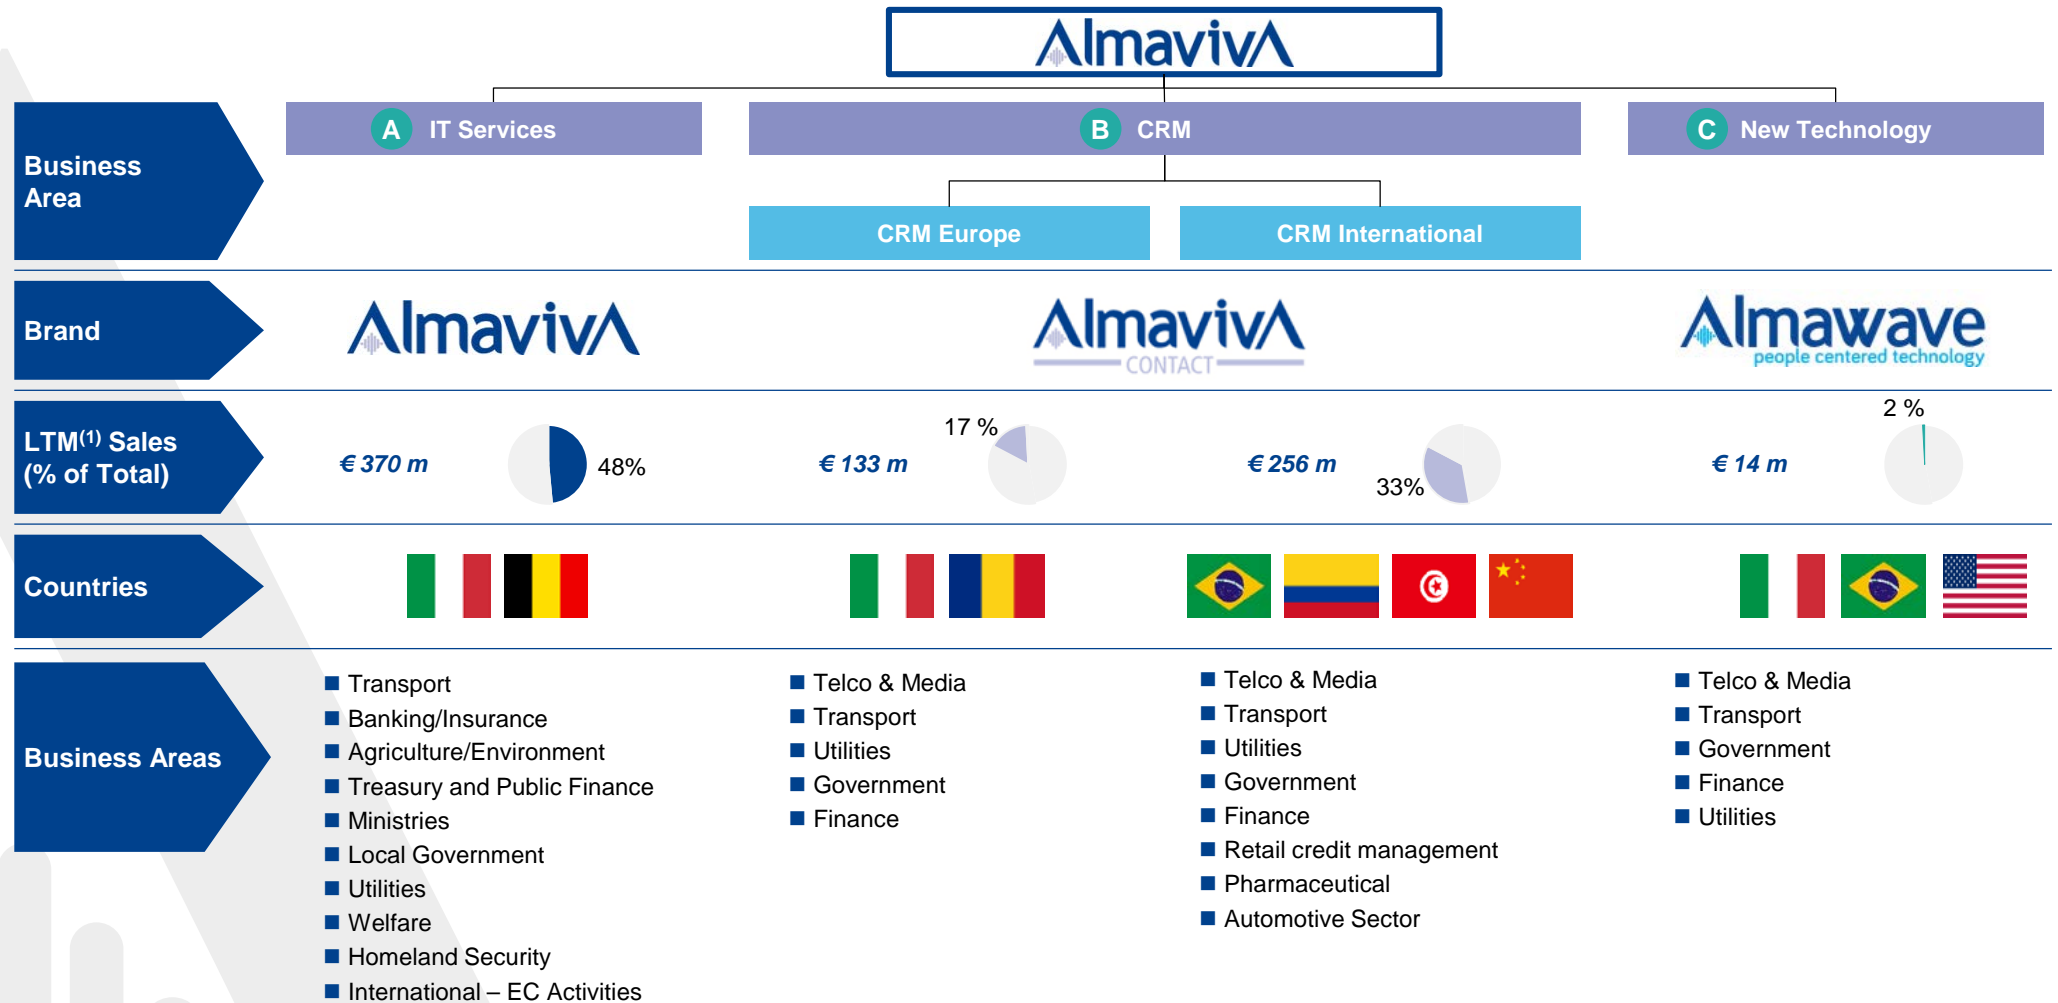 AlmavivA
A IT Services
B CRM
C New Technology
Business
Area
CRM Europe
CRM International
Brand
AlmavivA
AlmavivA
CONTACT
Almawave
people centered technology
LTM(1) Sales
(% of Total)
€ 370 m
48%
€ 133 m
17 %
€ 256 m
33%
€ 14 m
2 %
Countries
Business Areas
■ Transport
■ Banking/Insurance
■ Agriculture/Environment
■ Treasury and Public Finance
■ Ministries
■ Local Government
■ Utilities
■ Welfare
■ Homeland Security
■ International – EC Activities
■ Telco & Media
■ Transport
■ Utilities
■ Government
■ Finance
■ Telco & Media
■ Transport
■ Utilities
■ Government
■ Finance
■ Retail credit management
■ Pharmaceutical
■ Automotive Sector
■ Telco & Media
■ Transport
■ Government
■ Finance
■ Utilities